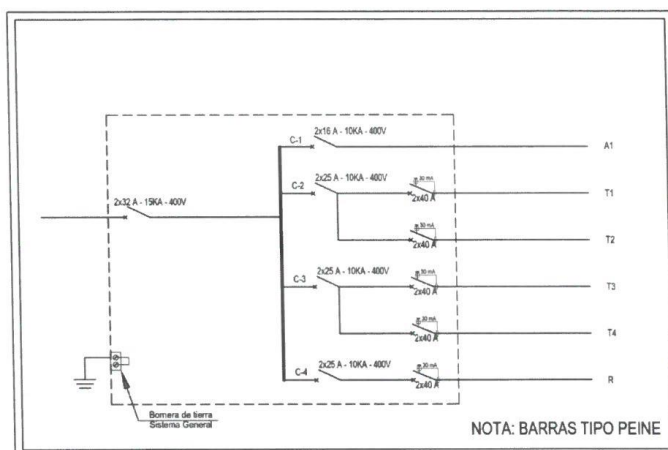 2x16 A - 10KA - 400V
C-1
A1
2x25 A - 10KA - 400V
30 mA
C-2
T1
2x40 A
2x32 A - 15KA - 400V
30 mA
T2
2x40 A
2x25 A - 10KA - 400V
30 mA
C-3
T3
2x40 A
30 mA
T4
2x40 A
2x25 A - 10KA - 400V
30 mA
C-4
R
2x40 A
Bornera de tierra
Sistema General
NOTA: BARRAS TIPO PEINE